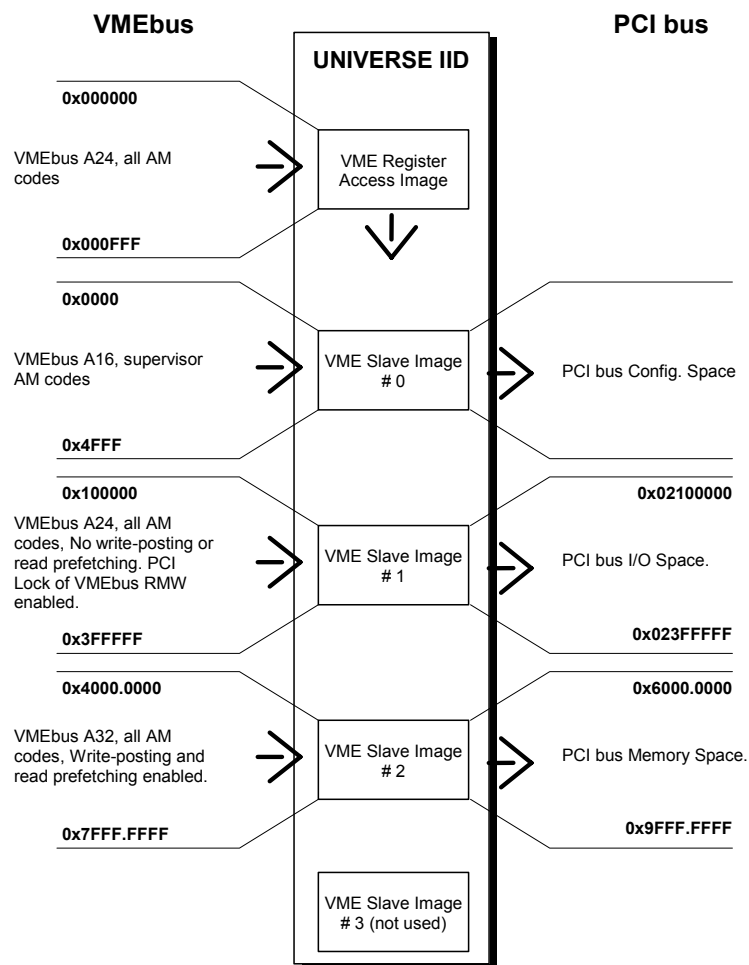 VMEbus
PCI bus
UNIVERSE IID
0x000000
VMEbus A24, all AM
codes
VME Register
Access Image
0x000FFF
0x0000
VMEbus A16, supervisor
AM codes
VME Slave Image
# 0
PCI bus Config. Space
0x4FFF
0x100000
0x02100000
VMEbus A24, all AM
codes, No write-posting or
read prefetching. PCI
Lock of VMEbus RMW
enabled.
VME Slave Image
# 1
PCI bus I/O Space.
0x3FFFFF
0x023FFFFF
0x4000.0000
0x6000.0000
VMEbus A32, all AM
codes, Write-posting and
read prefetching enabled.
VME Slave Image
# 2
PCI bus Memory Space.
0x7FFF.FFFF
0x9FFF.FFFF
VME Slave Image
# 3 (not used)